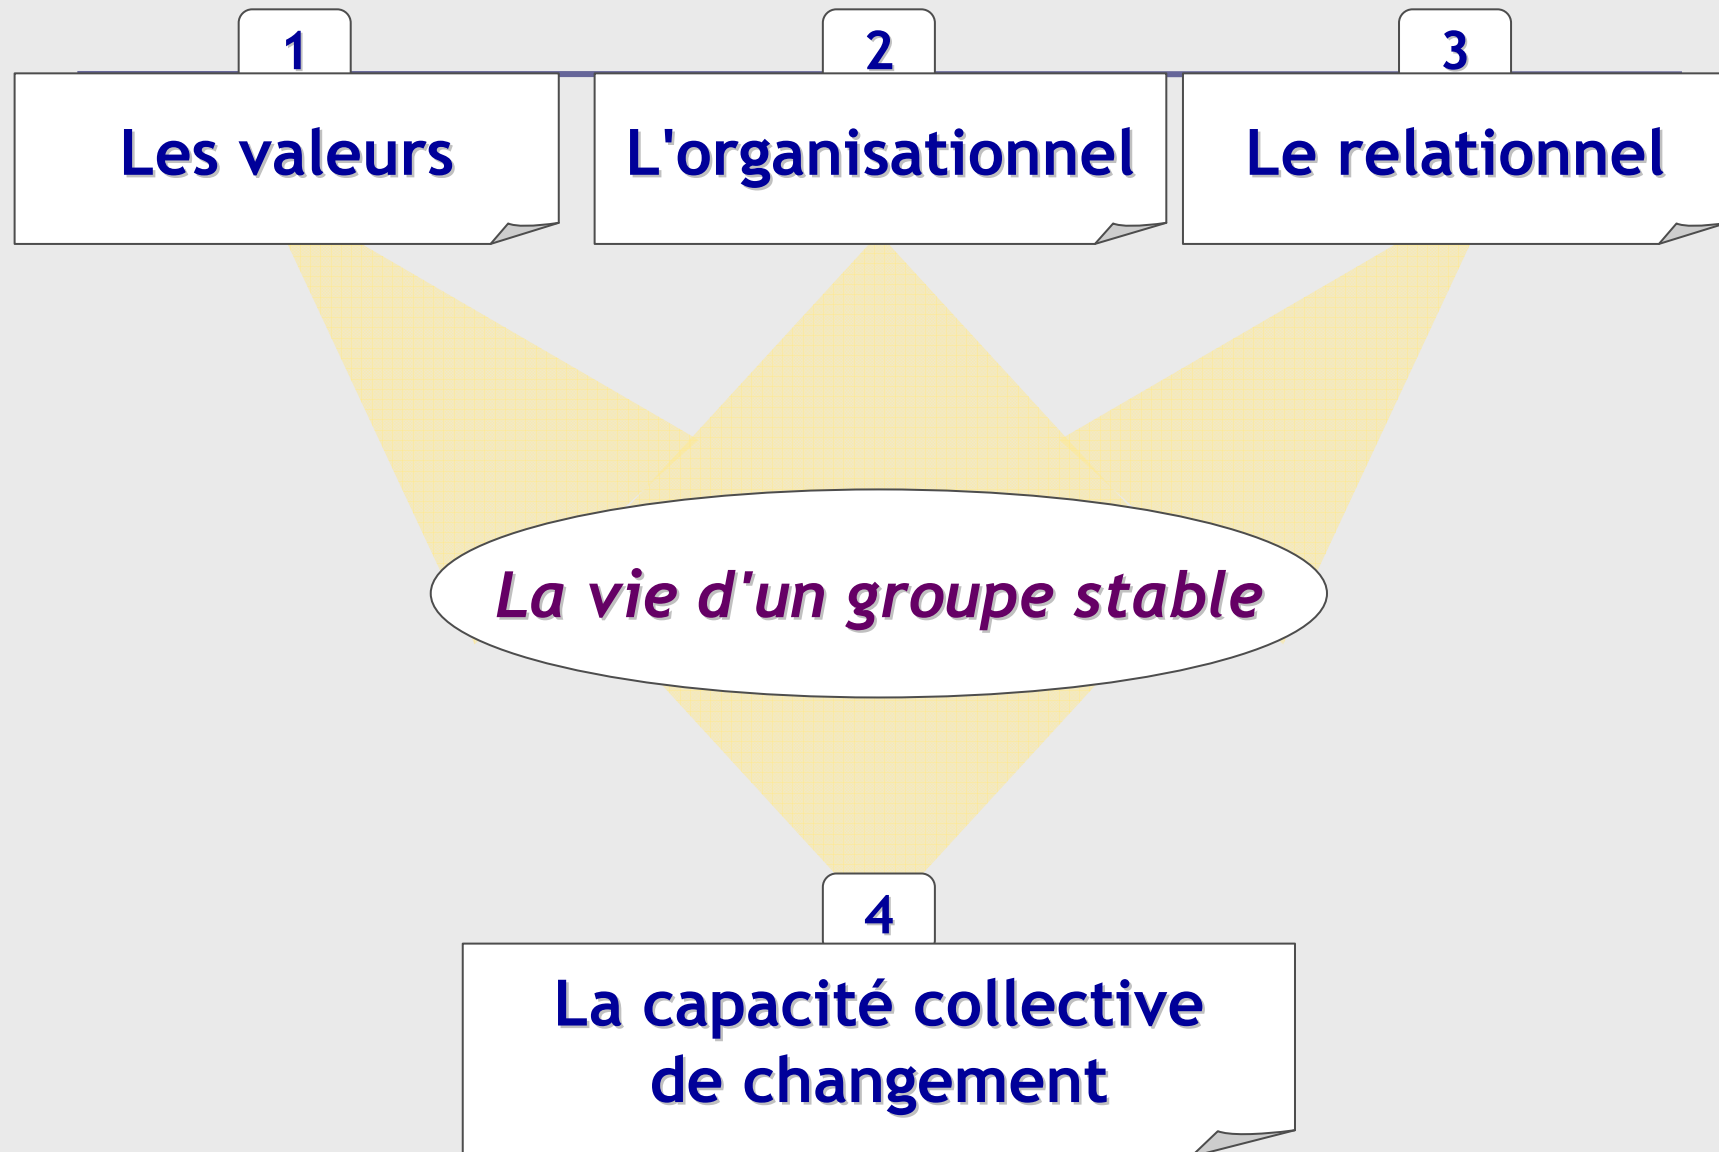 1
Les valeurs
2
L'organisationnel
3
Le relationnel
La vie d'un groupe stable
4
La capacité collective
de changement